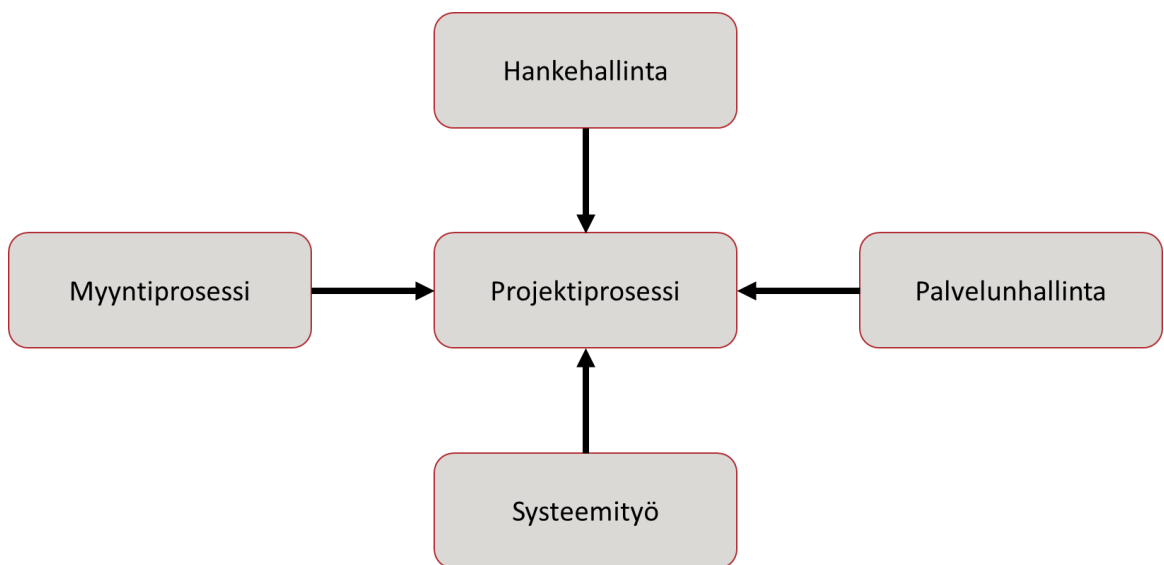 Hankehallinta
Myyntiprosessi
Projektiprosessi
Palvelunhallinta
Systeemityö